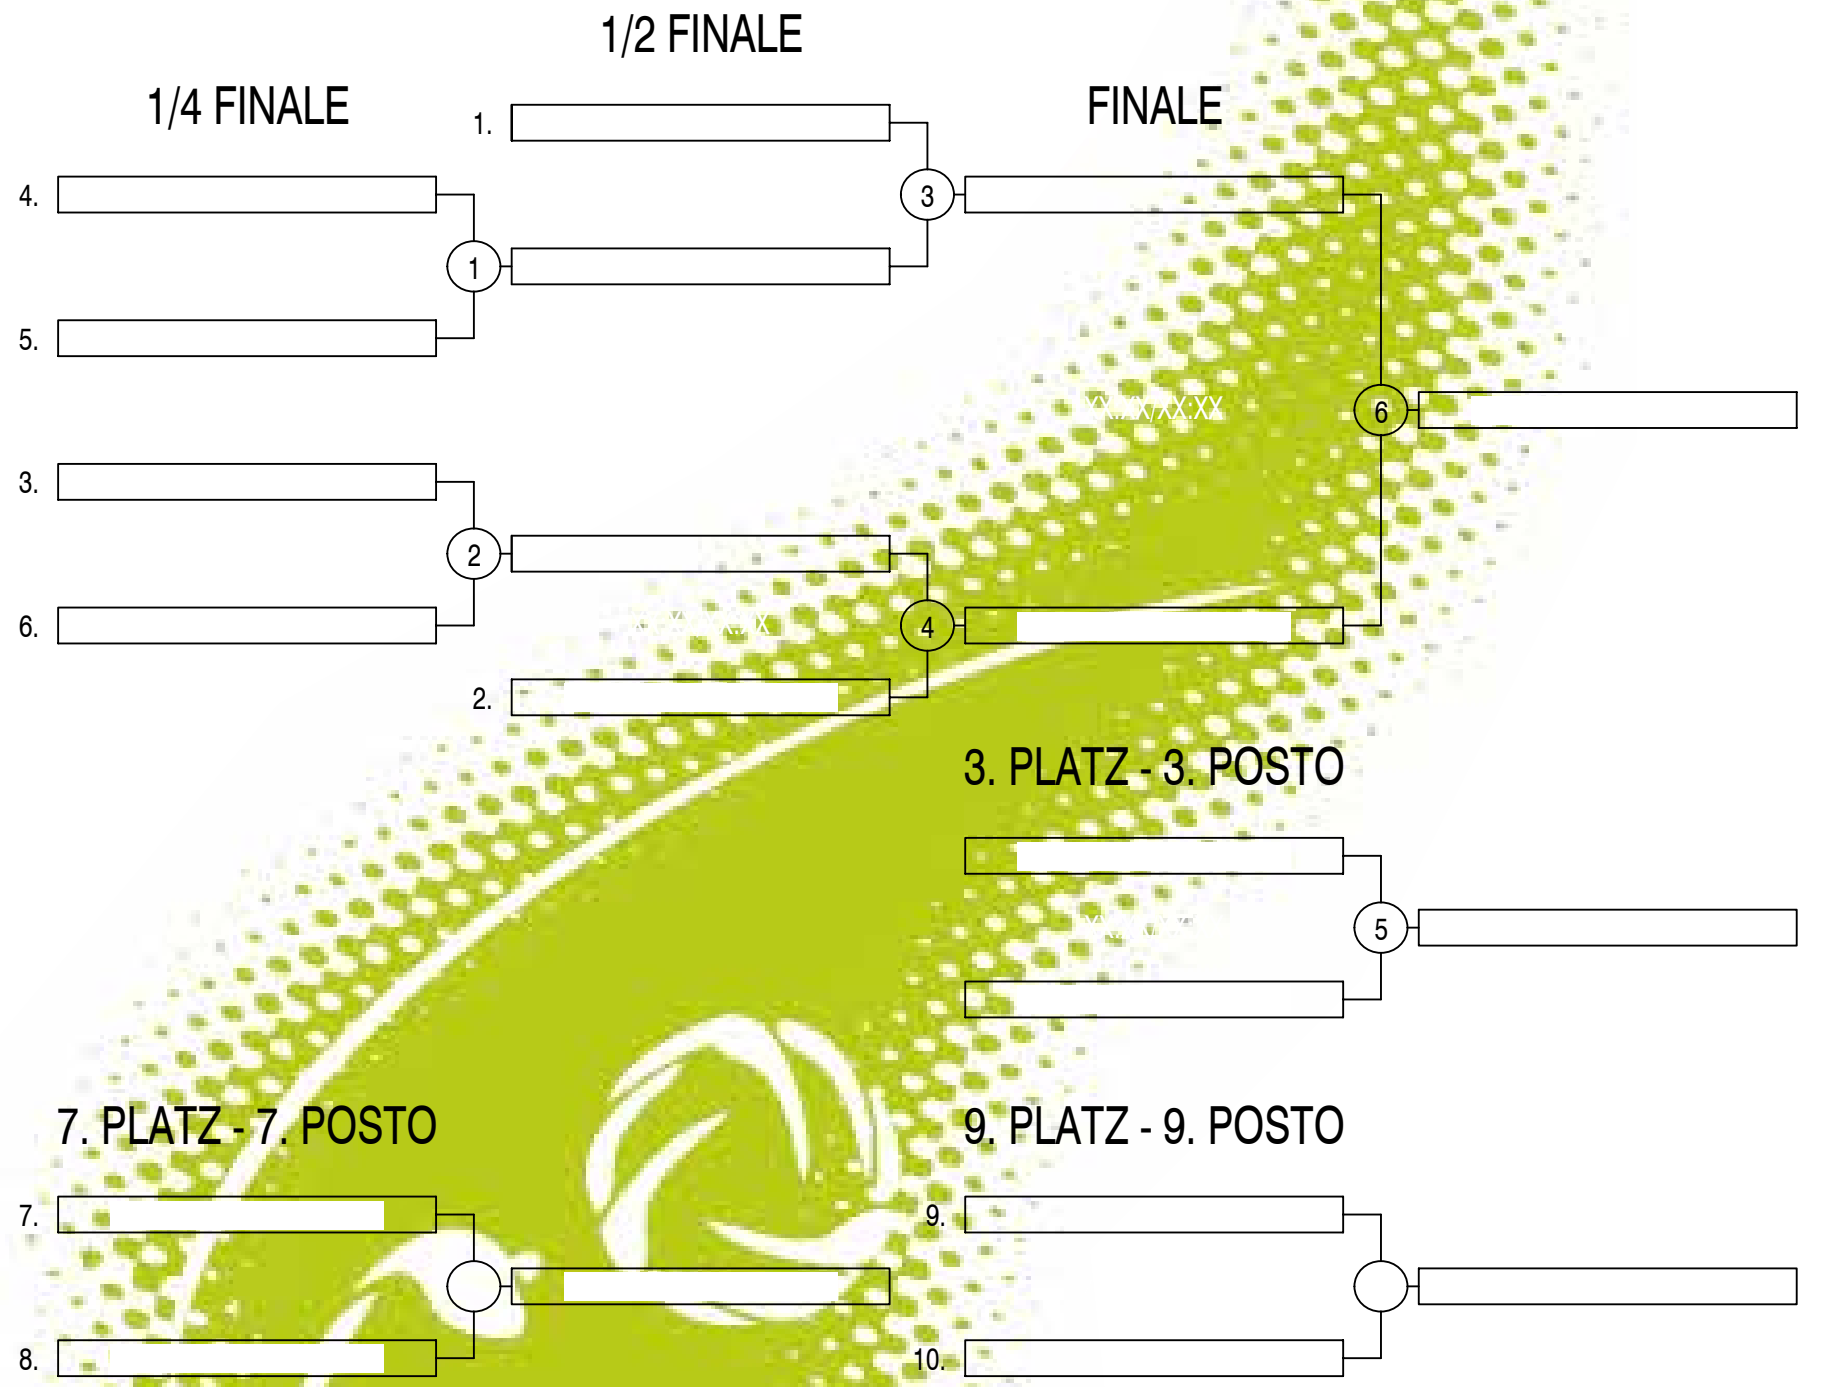 1/2 FINALE
1/4 FINALE
FINALE
1.
4.
3
1
5.
6
3.
2
6.
4
2.
3. PLATZ - 3. POSTO
5
7. PLATZ - 7. POSTO
9. PLATZ - 9. POSTO
7.
9.
8.
10.